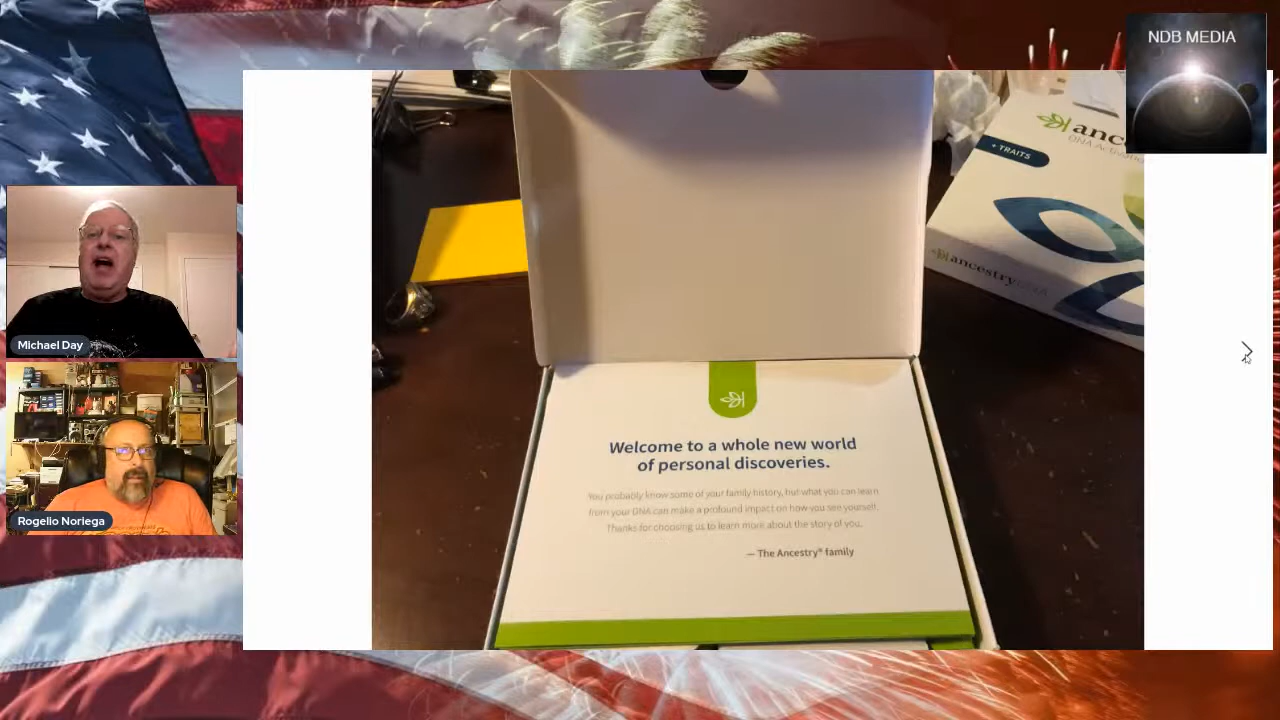 NDB MEDIA
Michael Day
Rogelio Noriega
+ TRAITS
ancestry
Welcome to a whole new world
of personal discoveries.
You probably know some of your family history, but what you can learn
from your DNA can make a profound impact on how you see yourself.
Thanks for choosing us to learn more about the story of you.
— The Ancestry® family